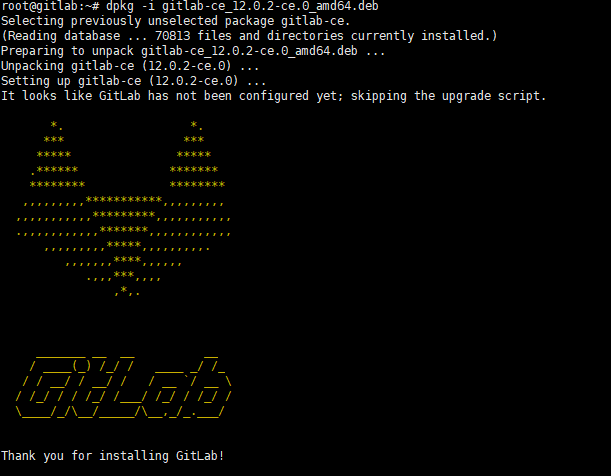 root@gitlab:~# dpkg -i gitlab-ce_12.0.2-ce.0_amd64.deb
Selecting previously unselected package gitlab-ce.
(Reading database ... 70813 files and directories currently installed.)
Preparing to unpack gitlab-ce_12.0.2-ce.0_amd64.deb ...
Unpacking gitlab-ce (12.0.2-ce.0) ...
Setting up gitlab-ce (12.0.2-ce.0) ...
It looks like GitLab has not been configured yet; skipping the upgrade script.
GitLab
Thank you for installing GitLab!